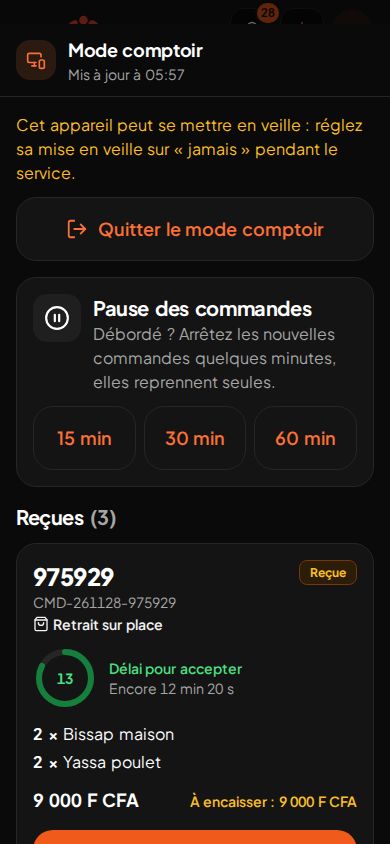 28
Mode comptoir
Mis à jour à 05:57
Cet appareil peut se mettre en veille : réglez
sa mise en veille sur « jamais » pendant le
service.
Quitter le mode comptoir
Pause des commandes
Débordé ? Arrêtez les nouvelles
commandes quelques minutes,
elles reprennent seules.
15 min
30 min
60 min
Reçues (3)
975929
Reçue
CMD-261128-975929
Retrait sur place
13
Délai pour accepter
Encore 12 min 20 s
2 × Bissap maison
2 × Yassa poulet
9 000 F CFA
À encaisser : 9 000 F CFA